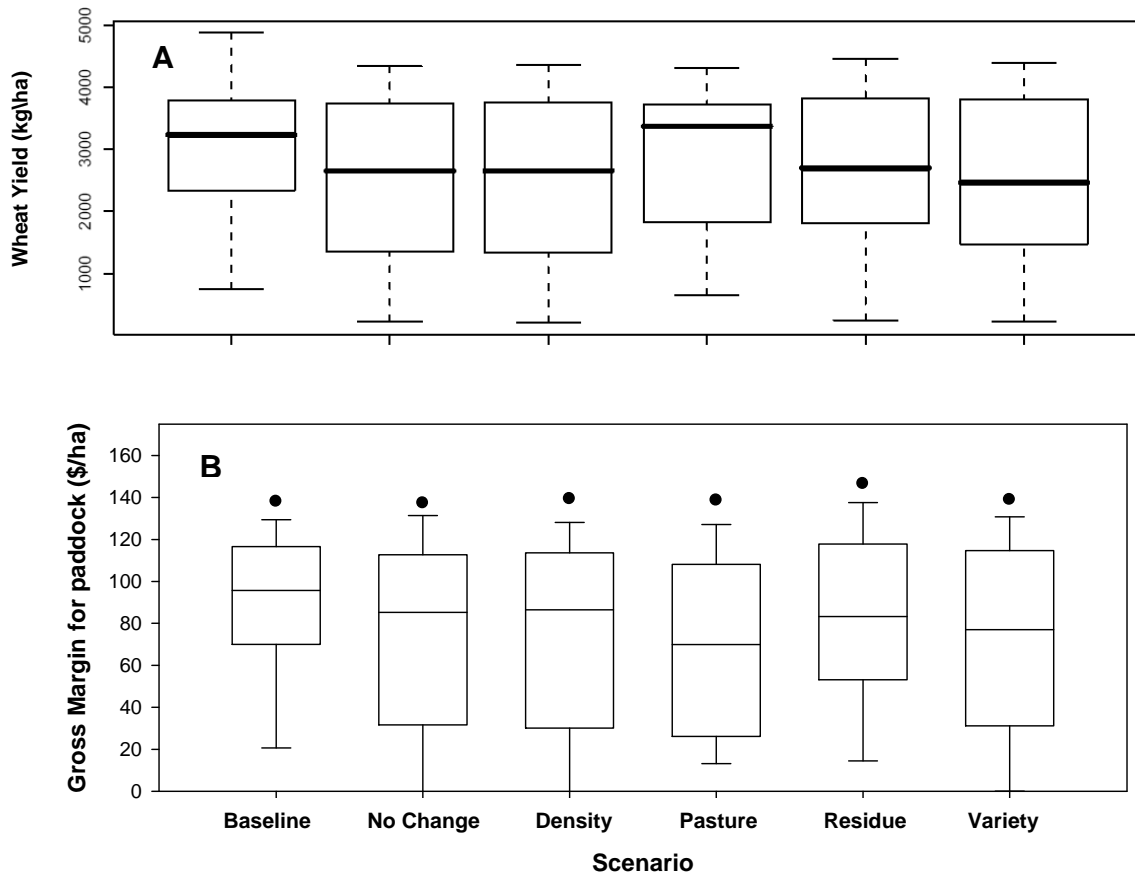 A
Wheat Yield (kg\ha)
5000
4000
3000
2000
1000
B
Gross Margin for paddock ($/ha)
160
140
120
100
80
60
40
20
0
Baseline No Change Density Pasture Residue Variety
Scenario